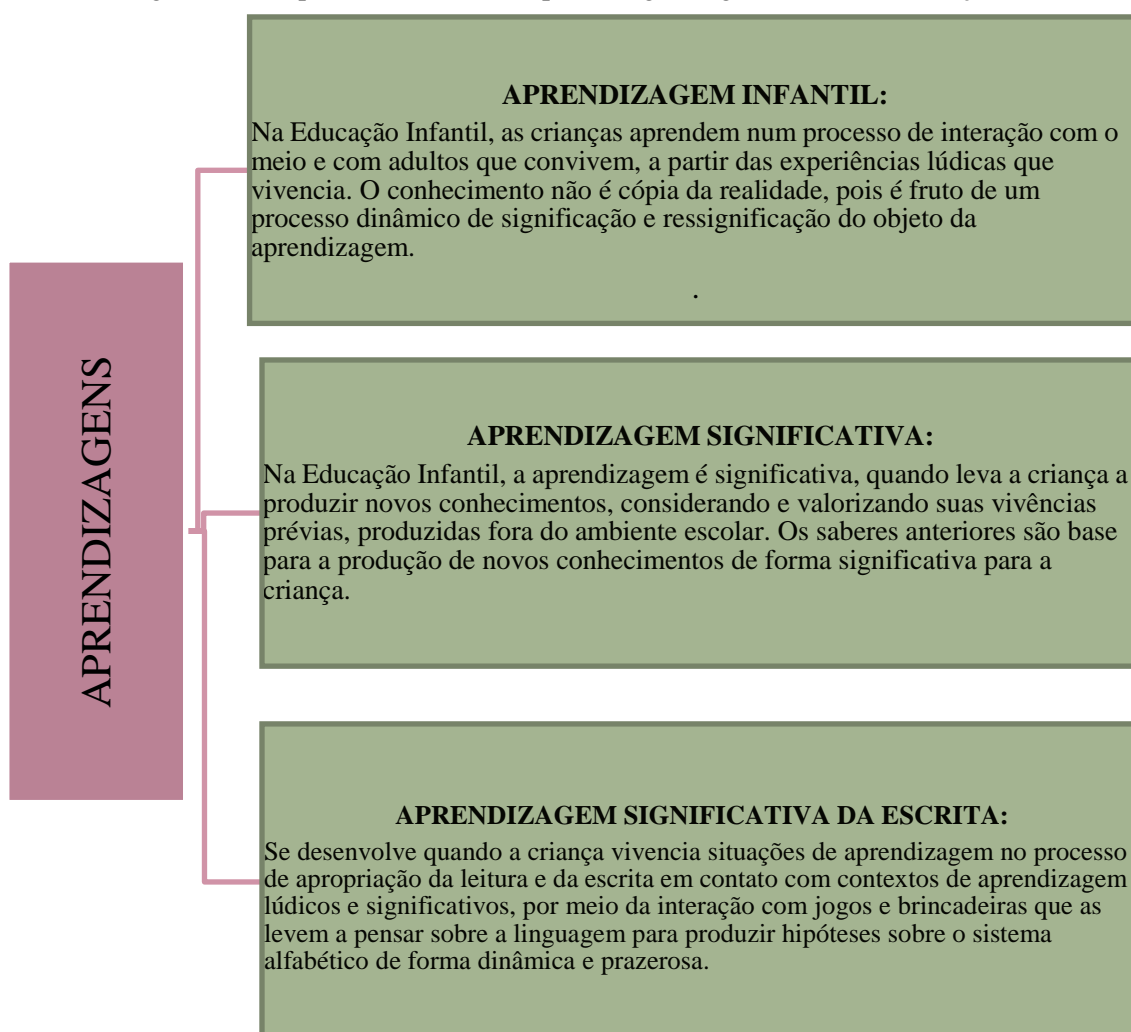 APRENDIZAGENS
APRENDIZAGEM INFANTIL:
Na Educação Infantil, as crianças aprendem num processo de interação com o
meio e com adultos que convivem, a partir das experiências lúdicas que
vivencia. O conhecimento não é cópia da realidade, pois é fruto de um
processo dinâmico de significação e ressignificação do objeto da
aprendizagem.
.
APRENDIZAGEM SIGNIFICATIVA:
Na Educação Infantil, a aprendizagem é significativa, quando leva a criança a
produzir novos conhecimentos, considerando e valorizando suas vivências
prévias, produzidas fora do ambiente escolar. Os saberes anteriores são base
para a produção de novos conhecimentos de forma significativa para a
criança.
APRENDIZAGEM SIGNIFICATIVA DA ESCRITA:
Se desenvolve quando a criança vivencia situações de aprendizagem no processo
de apropriação da leitura e da escrita em contato com contextos de aprendizagem
lúdicos e significativos, por meio da interação com jogos e brincadeiras que as
levem a pensar sobre a linguagem para produzir hipóteses sobre o sistema
alfabético de forma dinâmica e prazerosa.